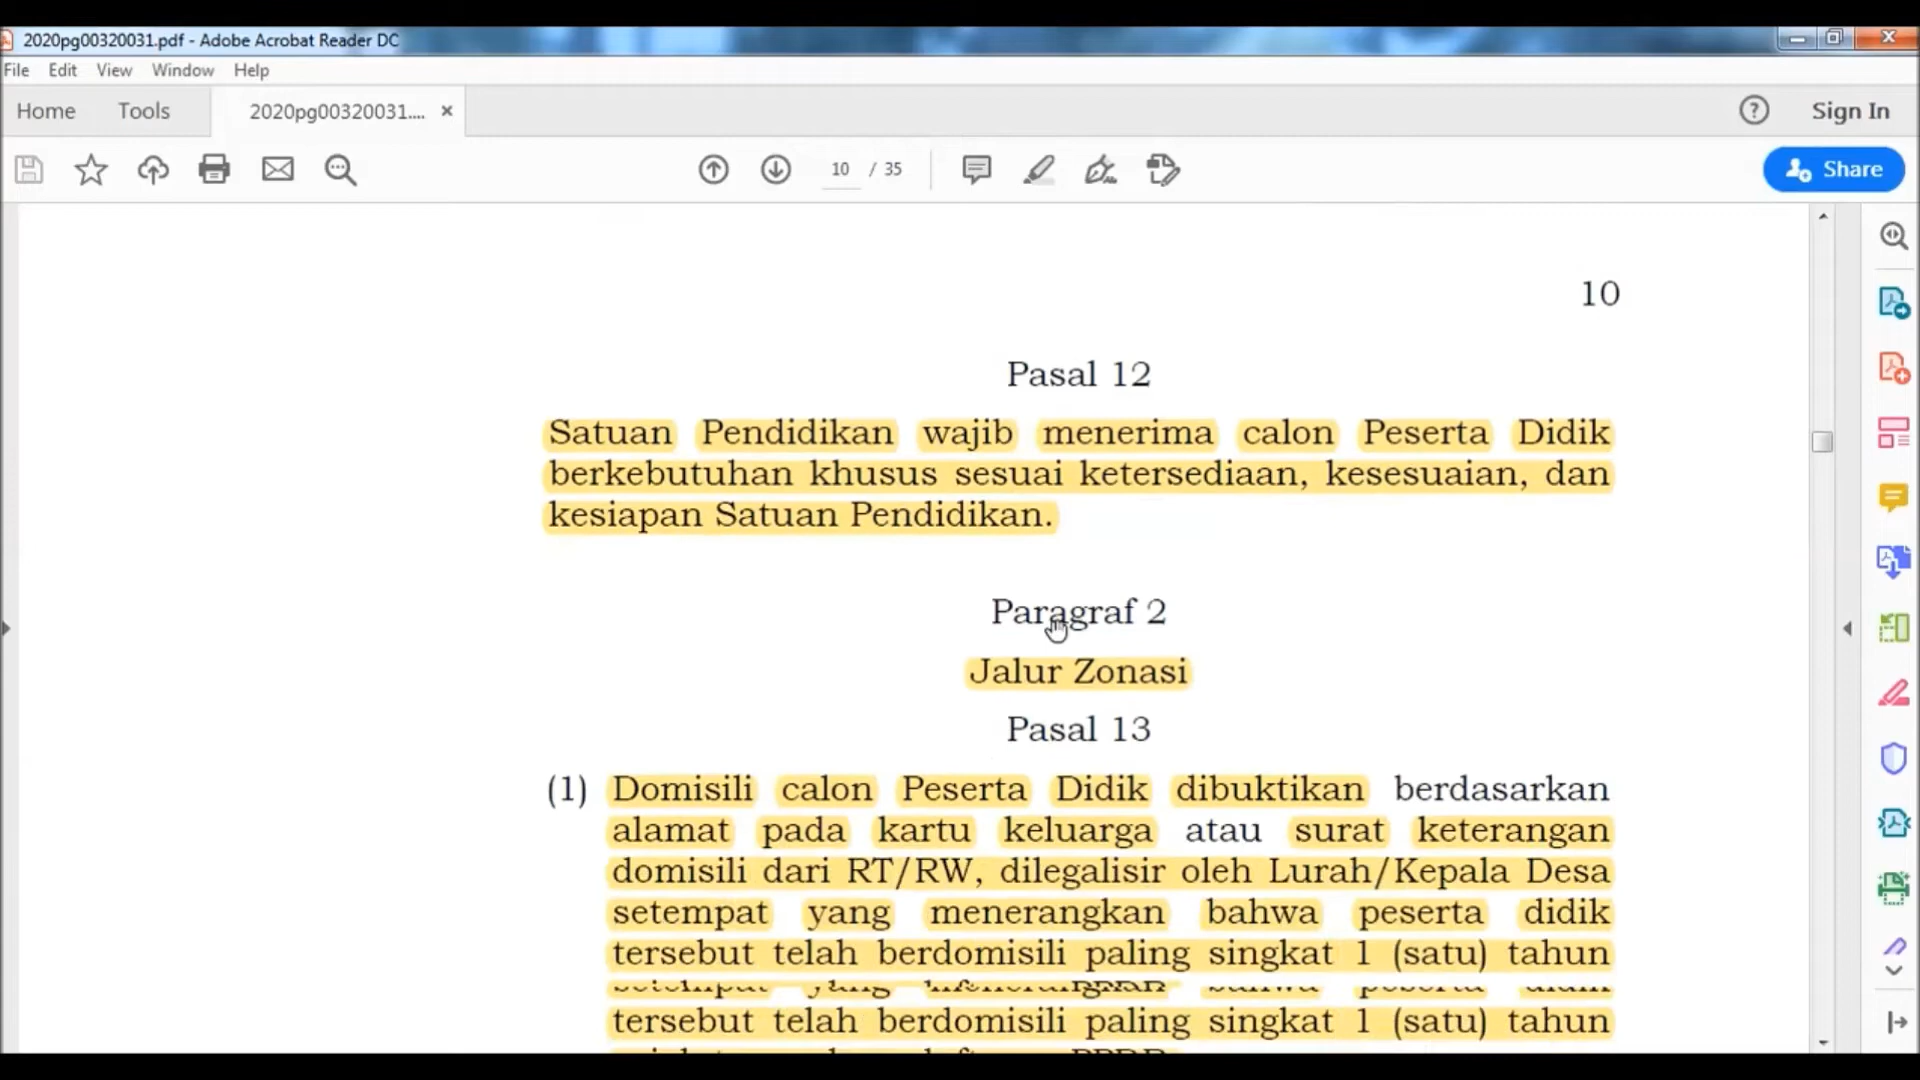 2020pg00320031.pdf - Adobe Acrobat Reader DC
File Edit View Window Help
Home Tools 2020pg00320031.... × Sign In
10 / 35 Share
10
Pasal 12
Satuan Pendidikan wajib menerima calon Peserta Didik
berkebutuhan khusus sesuai ketersediaan, kesesuaian, dan
kesiapan Satuan Pendidikan.
Paragraf 2
Jalur Zonasi
Pasal 13
(1) Domisili calon Peserta Didik dibuktikan berdasarkan
alamat pada kartu keluarga atau surat keterangan
domisili dari RT/RW, dilegalisir oleh Lurah/Kepala Desa
setempat yang menerangkan bahwa peserta didik
tersebut telah berdomisili paling singkat 1 (satu) tahun
tersebut telah berdomisili paling singkat 1 (satu) tahun